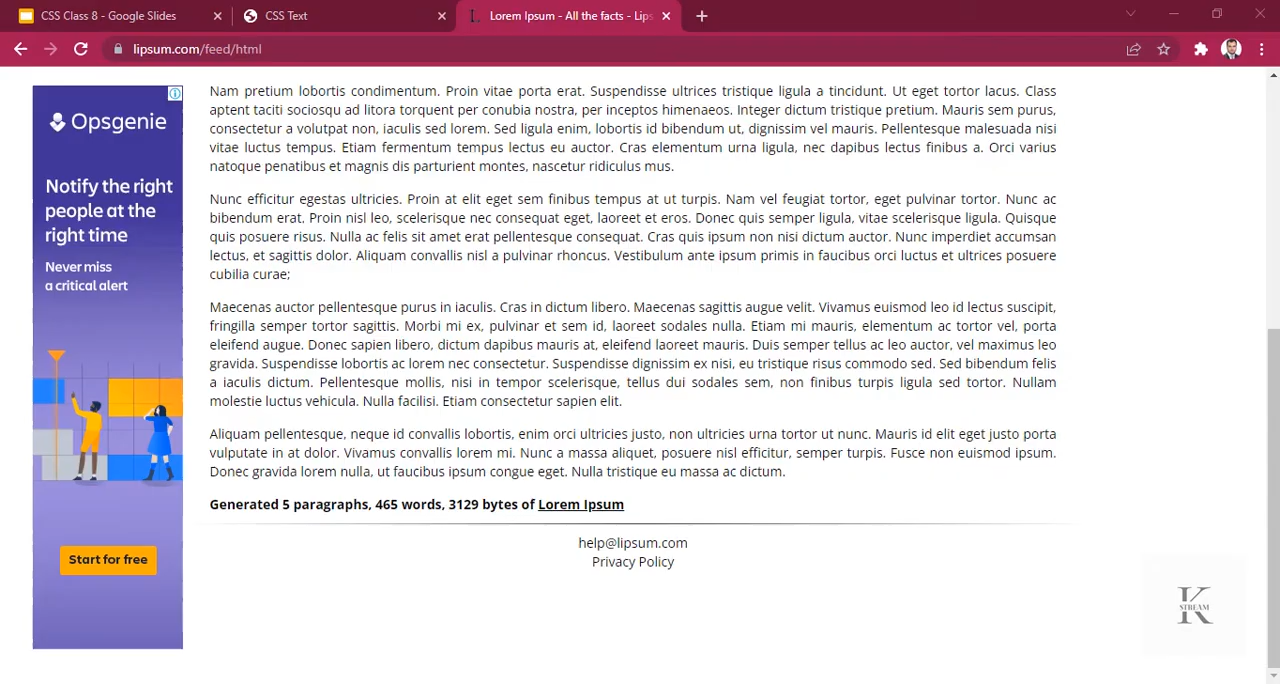 CSS Class 8 - Google Slides
CSS Text
Lorem Ipsum - All the facts - Lips
lipsum.com/feed/html
Opsgenie
Notify the right
people at the
right time
Never miss
a critical alert
Start for free
Nam pretium lobortis condimentum. Proin vitae porta erat. Suspendisse ultrices tristique ligula a tincidunt. Ut eget tortor lacus. Class
aptent taciti sociosqu ad litora torquent per conubia nostra, per inceptos himenaeos. Integer dictum tristique pretium. Mauris sem purus,
consectetur a volutpat non, iaculis sed lorem. Sed ligula enim, lobortis id bibendum ut, dignissim vel mauris. Pellentesque malesuada nisi
vitae luctus tempus. Etiam fermentum tempus lectus eu auctor. Cras elementum urna ligula, nec dapibus lectus finibus a. Orci varius
natoque penatibus et magnis dis parturient montes, nascetur ridiculus mus.
Nunc efficitur egestas ultricies. Proin at elit eget sem finibus tempus at ut turpis. Nam vel feugiat tortor, eget pulvinar tortor. Nunc ac
bibendum erat. Proin nisl leo, scelerisque nec consequat eget, laoreet et eros. Donec quis semper ligula, vitae scelerisque ligula. Quisque
quis posuere risus. Nulla ac felis sit amet erat pellentesque consequat. Cras quis ipsum non nisi dictum auctor. Nunc imperdiet accumsan
lectus, et sagittis dolor. Aliquam convallis nisl a pulvinar rhoncus. Vestibulum ante ipsum primis in faucibus orci luctus et ultrices posuere
cubilia curae;
Maecenas auctor pellentesque purus in iaculis. Cras in dictum libero. Maecenas sagittis augue velit. Vivamus euismod leo id lectus suscipit,
fringilla semper tortor sagittis. Morbi mi ex, pulvinar et sem id, laoreet sodales nulla. Etiam mi mauris, elementum ac tortor vel, porta
eleifend augue. Donec sapien libero, dictum dapibus mauris at, eleifend laoreet mauris. Duis semper tellus ac leo auctor, vel maximus leo
gravida. Suspendisse lobortis ac lorem nec consectetur. Suspendisse dignissim ex nisi, eu tristique risus commodo sed. Sed bibendum felis
a iaculis dictum. Pellentesque mollis, nisi in tempor scelerisque, tellus dui sodales sem, non finibus turpis ligula sed tortor. Nullam
molestie luctus vehicula. Nulla facilisi. Etiam consectetur sapien elit.
Aliquam pellentesque, neque id convallis lobortis, enim orci ultricies justo, non ultricies urna tortor ut nunc. Mauris id elit eget justo porta
vulputate in at dolor. Vivamus convallis lorem mi. Nunc a massa aliquet, posuere nisl efficitur, semper turpis. Fusce non euismod ipsum.
Donec gravida lorem nulla, ut faucibus ipsum congue eget. Nulla tristique eu massa ac dictum.
Generated 5 paragraphs, 465 words, 3129 bytes of Lorem Ipsum
help@lipsum.com
Privacy Policy
K
STREAM